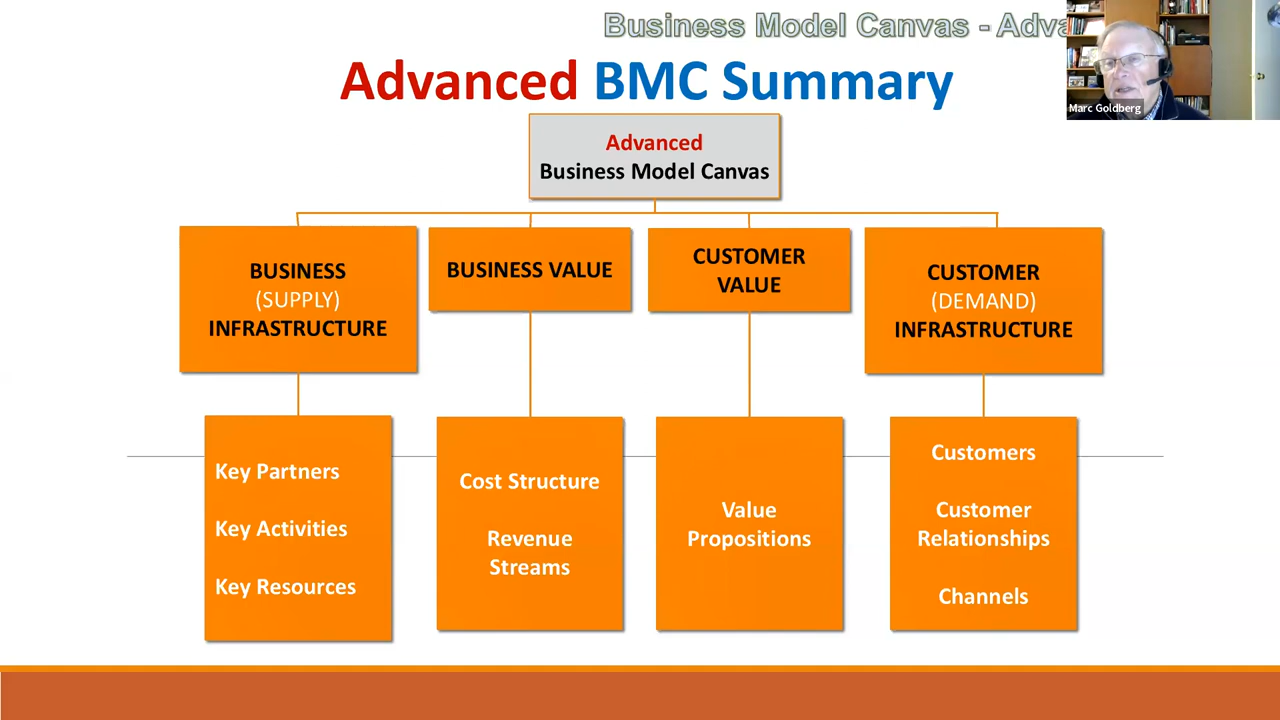 Business Model Canvas - Adva
Advanced BMC Summary
Marc Goldberg
Advanced
Business Model Canvas
BUSINESS
(SUPPLY)
INFRASTRUCTURE
BUSINESS VALUE
CUSTOMER
VALUE
CUSTOMER
(DEMAND)
INFRASTRUCTURE
Key Partners
Key Activities
Key Resources
Cost Structure
Revenue
Streams
Value
Propositions
Customers
Customer
Relationships
Channels